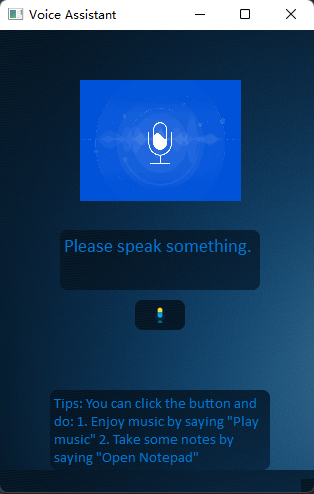 Voice Assistant
Please speak something.
Tips: You can click the button and
do: 1. Enjoy music by saying "Play
music" 2. Take some notes by
saying "Open Notepad"